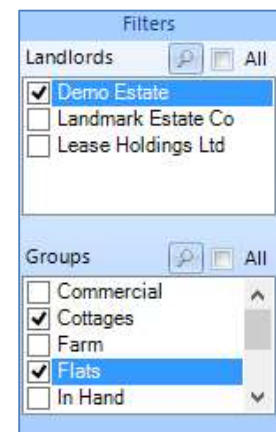 Filters
Landlords All
Demo Estate
Landmark Estate Co
Lease Holdings Ltd
Groups All
Commercial
Cottages
Farm
Flats
In Hand